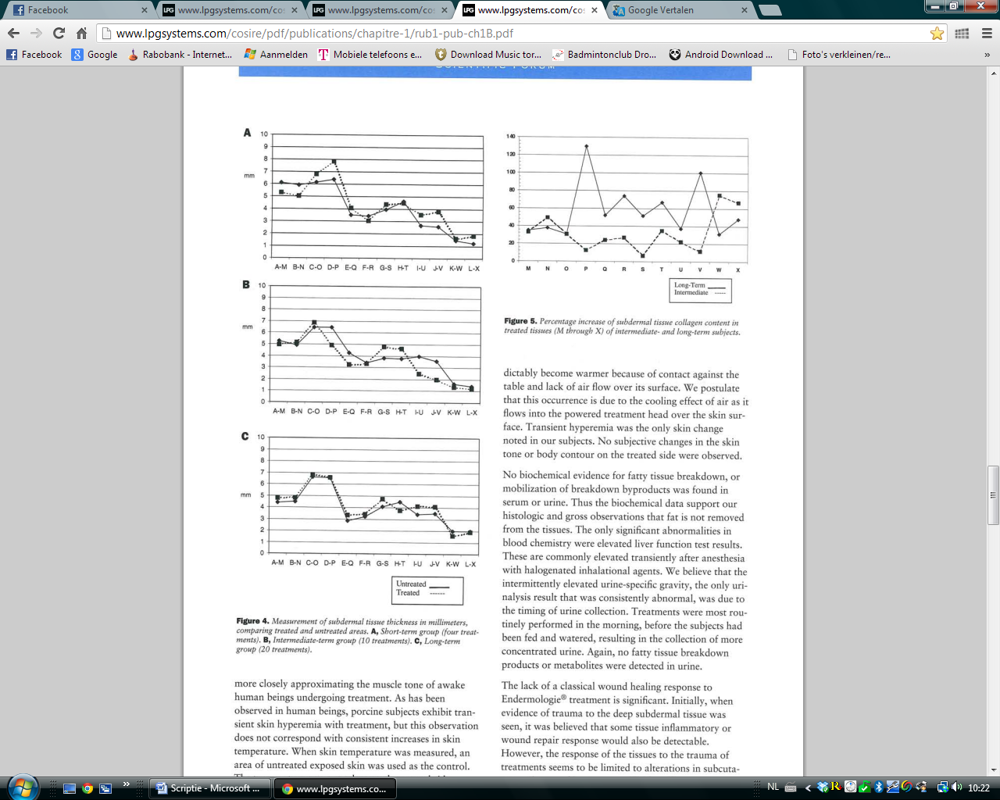 Facebook
www.lpgsystems.com/cos
www.lpgsystems.com/cos
www.lpgsystems.com/cos
Google Vertalen
www.lpgsystems.com/cosire/pdf/publications/chapitre-1/rub1-pub-ch1B.pdf
Facebook
Google
Rabobank - Internet...
Aanmelden
Mobiele telefoons e...
Download Music tor...
Badmintonclub Dro...
Android Download ...
Foto's verkleinen/re...
»
SCIENTIFIC FORUM
A
10
9
8
7
mm
6
5
4
3
2
1
0
A-M B-N C-O D-P E-Q F-R G-S H-T I-U J-V K-W L-X
B
10
9
8
7
mm
6
5
4
3
2
1
0
A-M B-N C-O D-P E-Q F-R G-S H-T I-U J-V K-W L-X
C
10
9
8
7
6
mm
5
4
3
2
1
0
A-M B-N C-O D-P E-Q F-R G-S H-T I-U J-V K-W L-X
Untreated
Treated
Figure 4. Measurement of subdermal tissue thickness in millimeters,
comparing treated and untreated areas. A, Short-term group (four treat-
ments). B, Intermediate-term group (10 treatments). C, Long-term
group (20 treatments).
more closely approximating the muscle tone of awake
human beings undergoing treatment. As has been
observed in human beings, porcine subjects exhibit tran-
sient skin hyperemia with treatment, but this observation
does not correspond with consistent increases in skin
temperature. When skin temperature was measured, an
area of untreated exposed skin was used as the control.
140
120
100
80
60
40
20
0
M N O P Q R S T U V W X
Long-Term
Intermediate
Figure 5. Percentage increase of subdermal tissue collagen content in
treated tissues (M through X) of intermediate- and long-term subjects.
dictably become warmer because of contact against the
table and lack of air flow over its surface. We postulate
that this occurrence is due to the cooling effect of air as it
flows into the powered treatment head over the skin sur-
face. Transient hyperemia was the only skin change
noted in our subjects. No subjective changes in the skin
tone or body contour on the treated side were observed.
No biochemical evidence for fatty tissue breakdown, or
mobilization of breakdown byproducts was found in
serum or urine. Thus the biochemical data support our
histologic and gross observations that fat is not removed
from the tissues. The only significant abnormalities in
blood chemistry were elevated liver function test results.
These are commonly elevated transiently after anesthesia
with halogenated inhalational agents. We believe that the
intermittently elevated urine-specific gravity, the only uri-
nalysis result that was consistently abnormal, was due to
the timing of urine collection. Treatments were most rou-
tinely performed in the morning, before the subjects had
been fed and watered, resulting in the collection of more
concentrated urine. Again, no fatty tissue breakdown
products or metabolites were detected in urine.
The lack of a classical wound healing response to
Endermologie® treatment is significant. Initially, when
evidence of trauma to the deep subdermal tissue was
seen, it was believed that some tissue inflammatory or
wound repair response would also be detectable.
However, the response of the tissues to the trauma of
treatments seems to be limited to alterations in subcuta-
»
Scriptie - Microsoft ...
www.lpgsystems.co...
NL
10:22